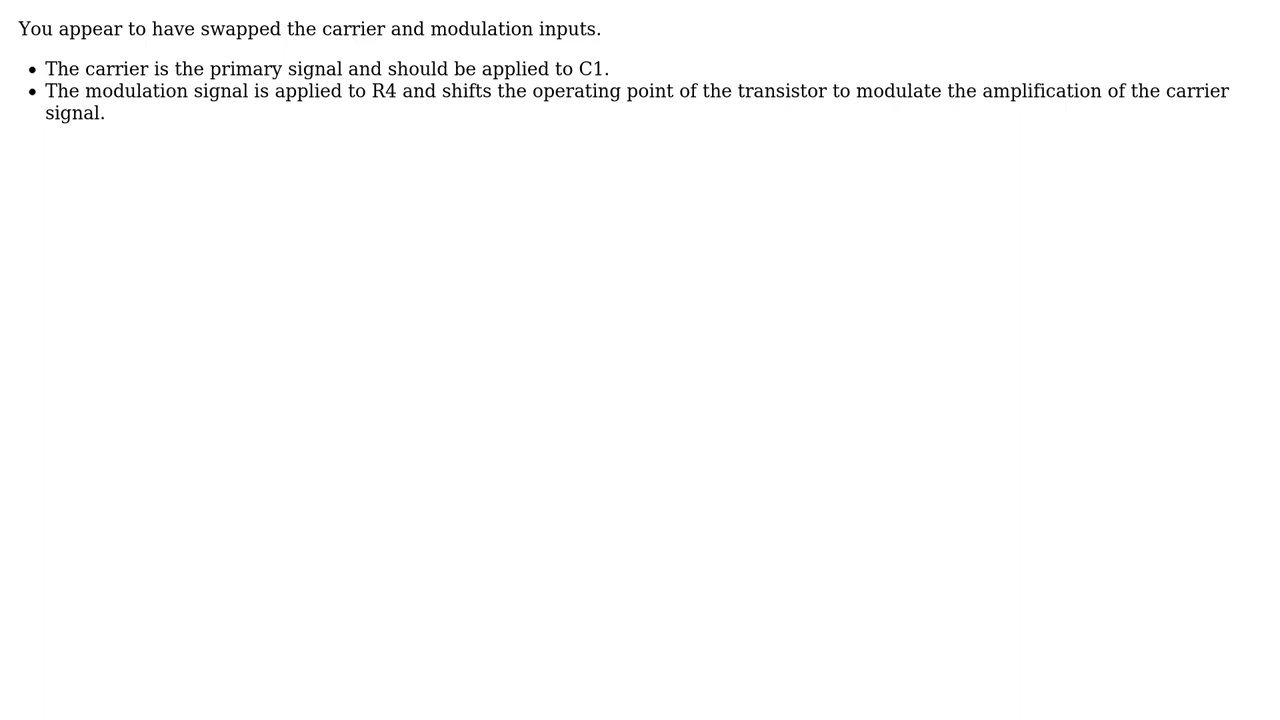 You appear to have swapped the carrier and modulation inputs.
• The carrier is the primary signal and should be applied to C1.
• The modulation signal is applied to R4 and shifts the operating point of the transistor to modulate the amplification of the carrier
signal.